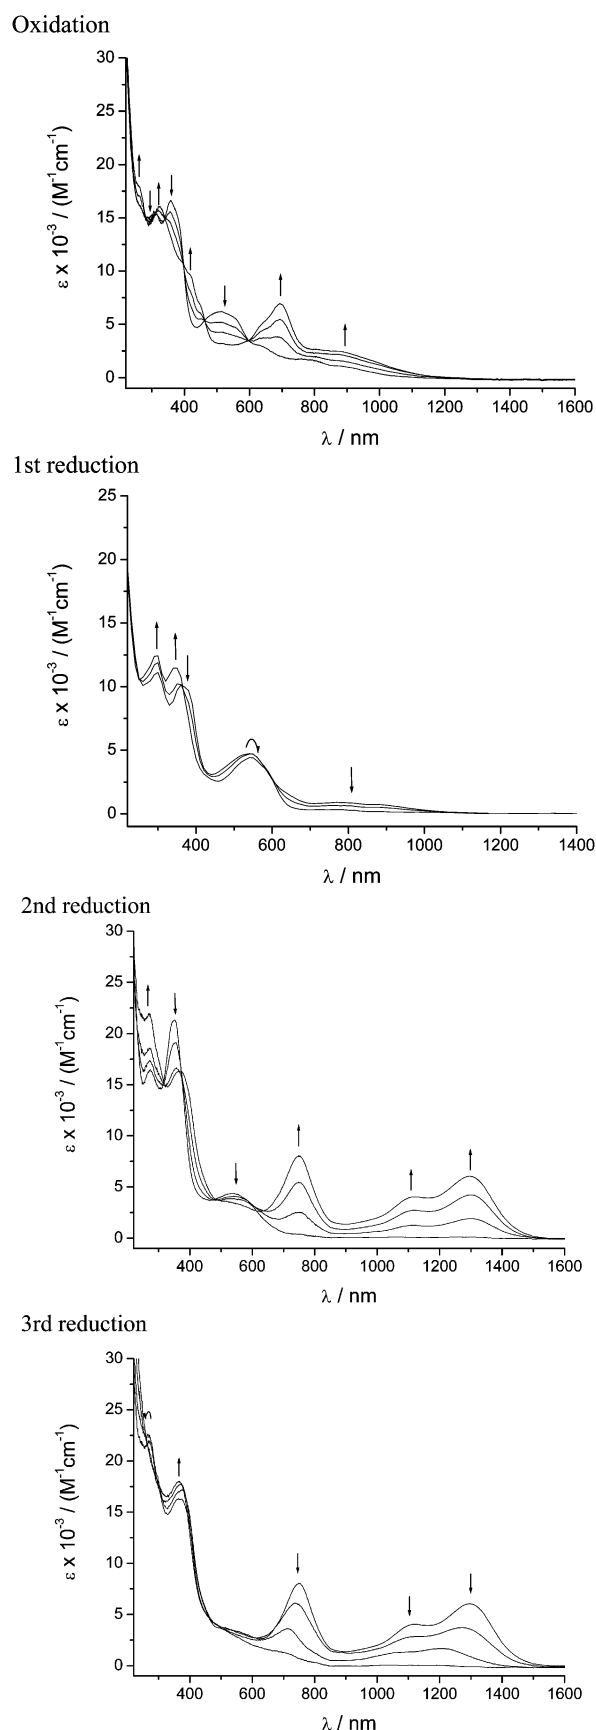 Oxidation
30
25
20
15
10
5
0
ε x 10⁻³ / (M⁻¹cm⁻¹)
400 600 800 1000 1200 1400 1600
λ / nm
1st reduction
25
20
15
10
5
0
ε x 10⁻³ / (M⁻¹cm⁻¹)
400 600 800 1000 1200 1400
λ / nm
2nd reduction
30
25
20
15
10
5
0
ε x 10⁻³ / (M⁻¹cm⁻¹)
400 600 800 1000 1200 1400 1600
λ / nm
3rd reduction
30
25
20
15
10
5
0
ε x 10⁻³ / (M⁻¹cm⁻¹)
400 600 800 1000 1200 1400 1600
λ / nm